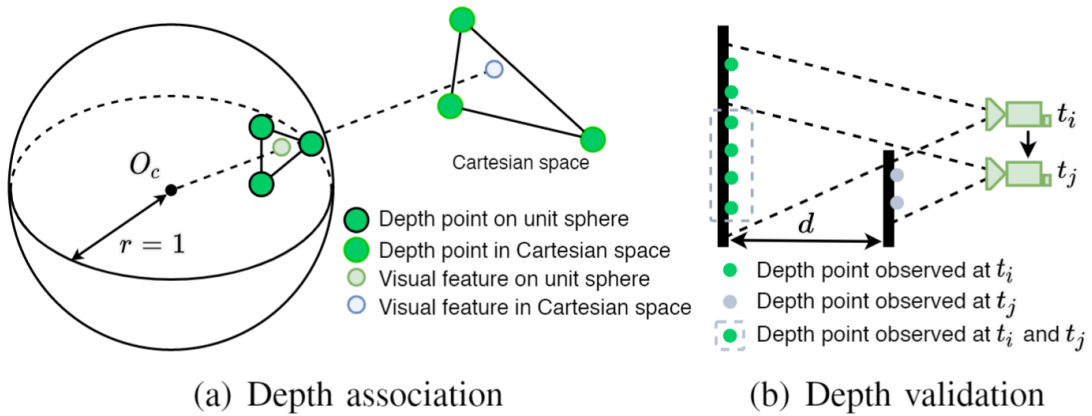 O_c
r = 1
Cartesian space
Depth point on unit sphere
Depth point in Cartesian space
Visual feature on unit sphere
Visual feature in Cartesian space
(a) Depth association
t_i
t_j
d
Depth point observed at t_i
Depth point observed at t_j
Depth point observed at t_i and t_j
(b) Depth validation